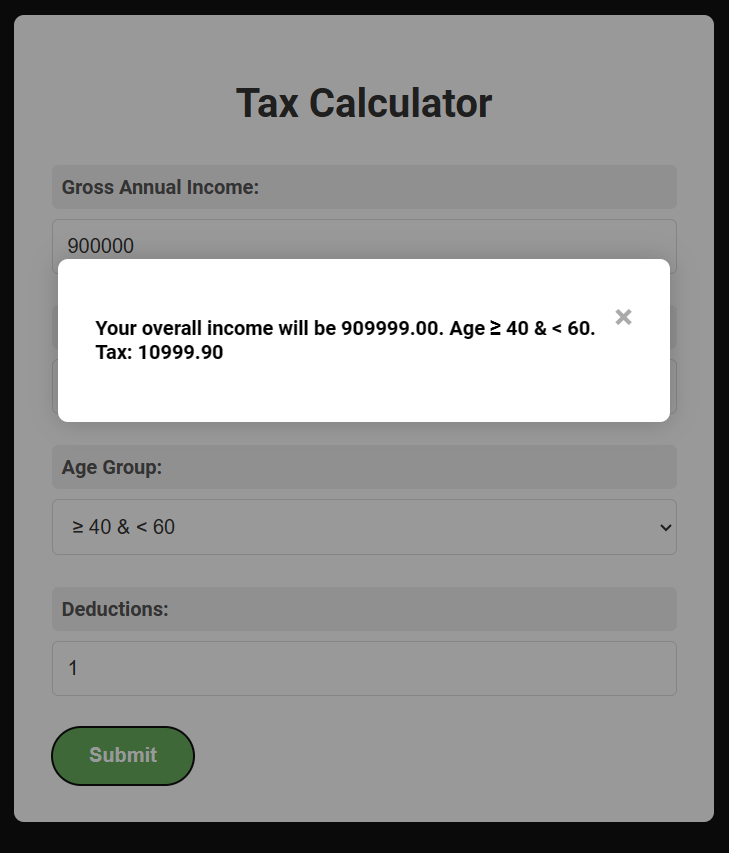 Tax Calculator
Gross Annual Income:
900000
Your overall income will be 909999.00. Age ≥ 40 & < 60.
Tax: 10999.90
×
Age Group:
≥ 40 & < 60
Deductions:
1
Submit